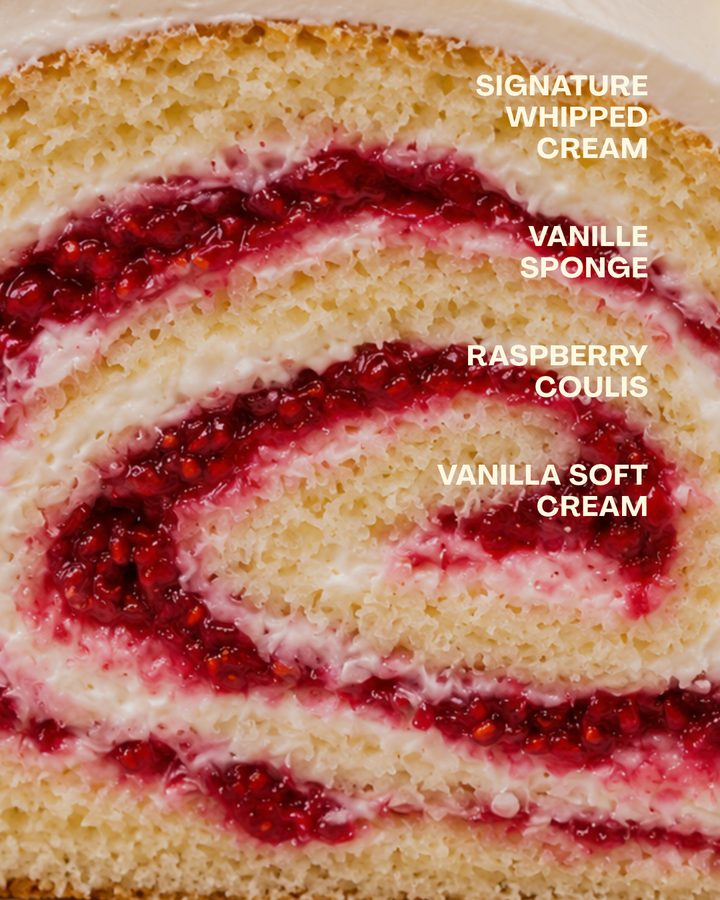 SIGNATURE
WHIPPED
CREAM
VANILLE
SPONGE
RASPBERRY
COULIS
VANILLA SOFT
CREAM